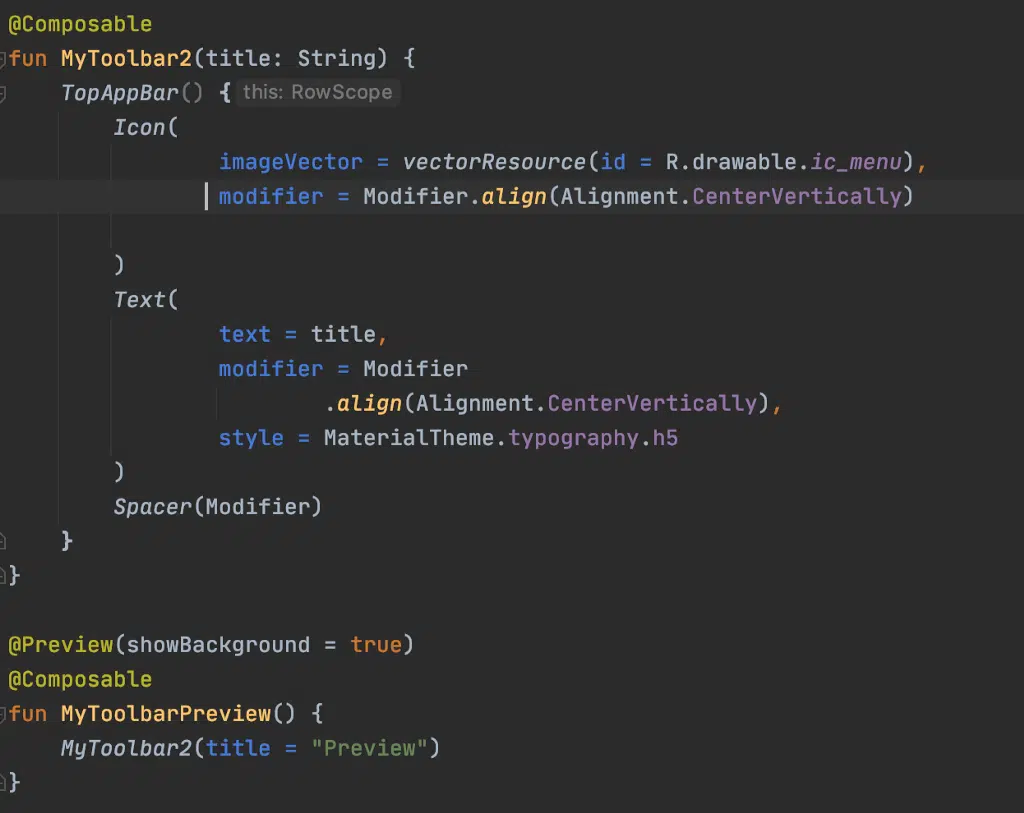 @Composable
fun MyToolbar2(title: String) {
    TopAppBar() { this: RowScope
        Icon(
                imageVector = vectorResource(id = R.drawable.ic_menu),
                modifier = Modifier.align(Alignment.CenterVertically)
        )
        Text(
                text = title,
                modifier = Modifier
                        .align(Alignment.CenterVertically),
                style = MaterialTheme.typography.h5
        )
        Spacer(Modifier)
    }
}
@Preview(showBackground = true)
@Composable
fun MyToolbarPreview() {
    MyToolbar2(title = "Preview")
}